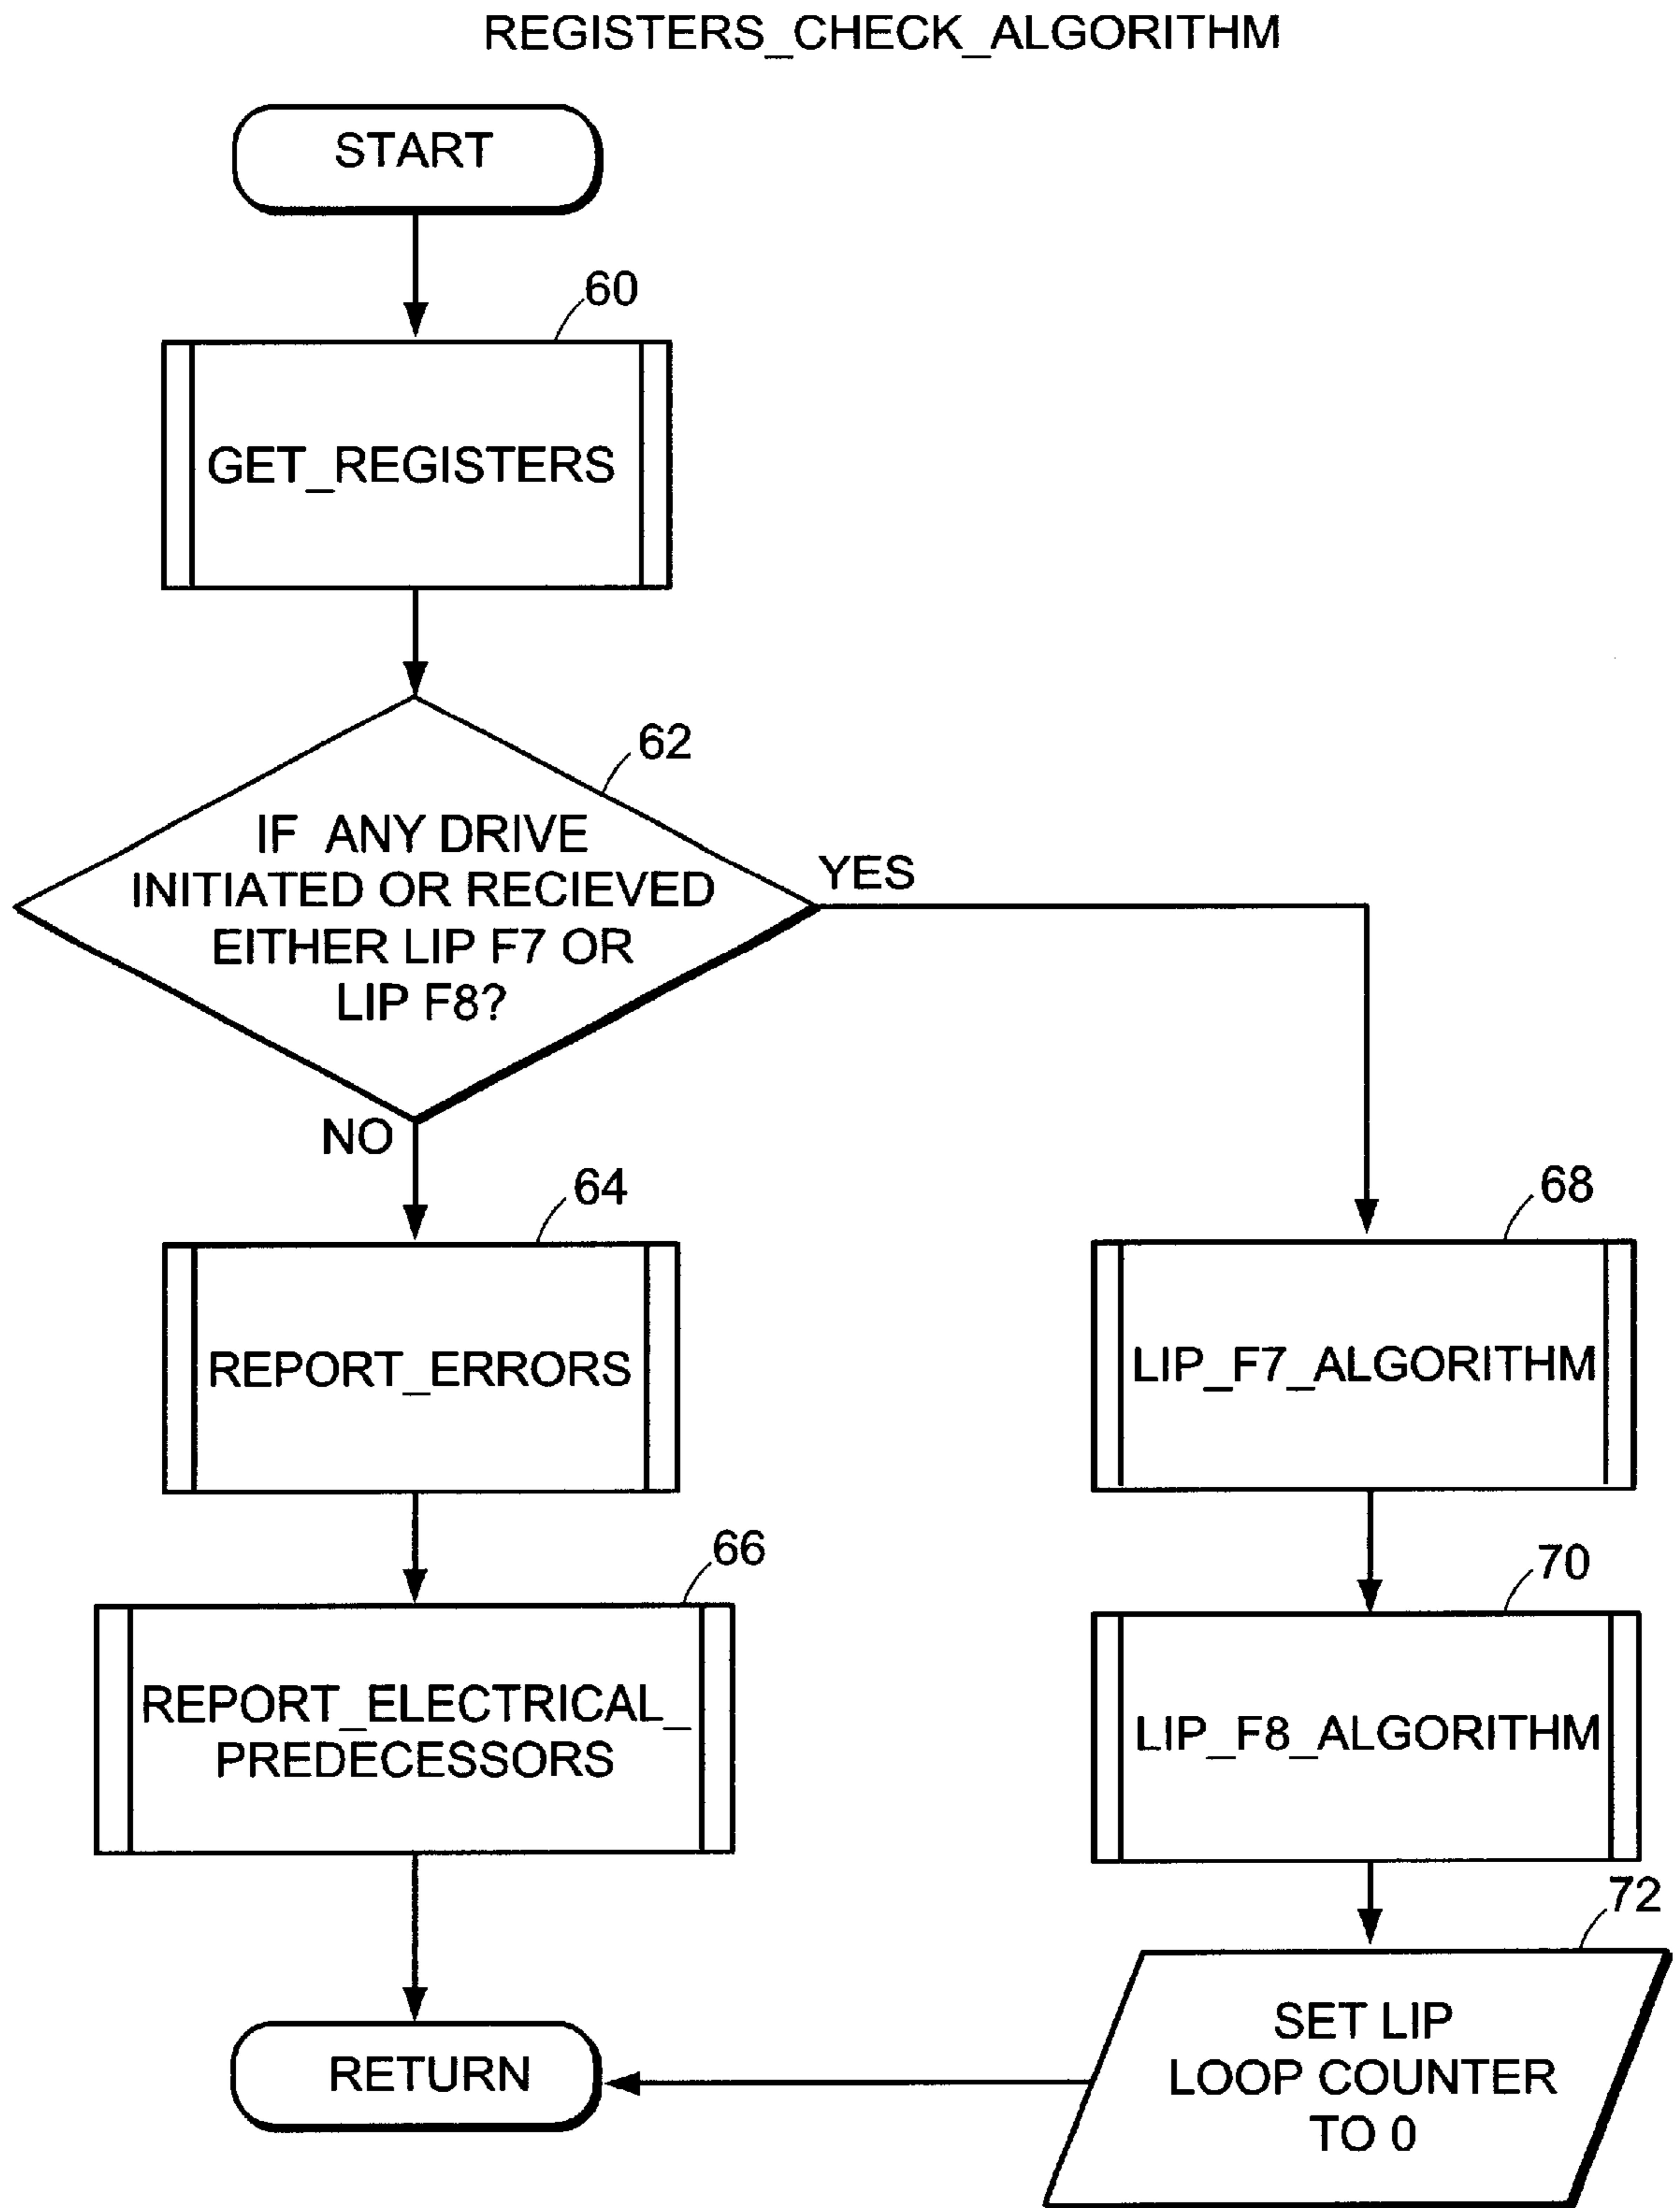 REGISTERS_CHECK_ALGORITHM
START
60
GET_REGISTERS
62
IF ANY DRIVE
INITIATED OR RECIEVED
EITHER LIP F7 OR
LIP F8?
YES
NO
64
REPORT_ERRORS
66
REPORT_ELECTRICAL_
PREDECESSORS
RETURN
68
LIP_F7_ALGORITHM
70
LIP_F8_ALGORITHM
72
SET LIP
LOOP COUNTER
TO 0